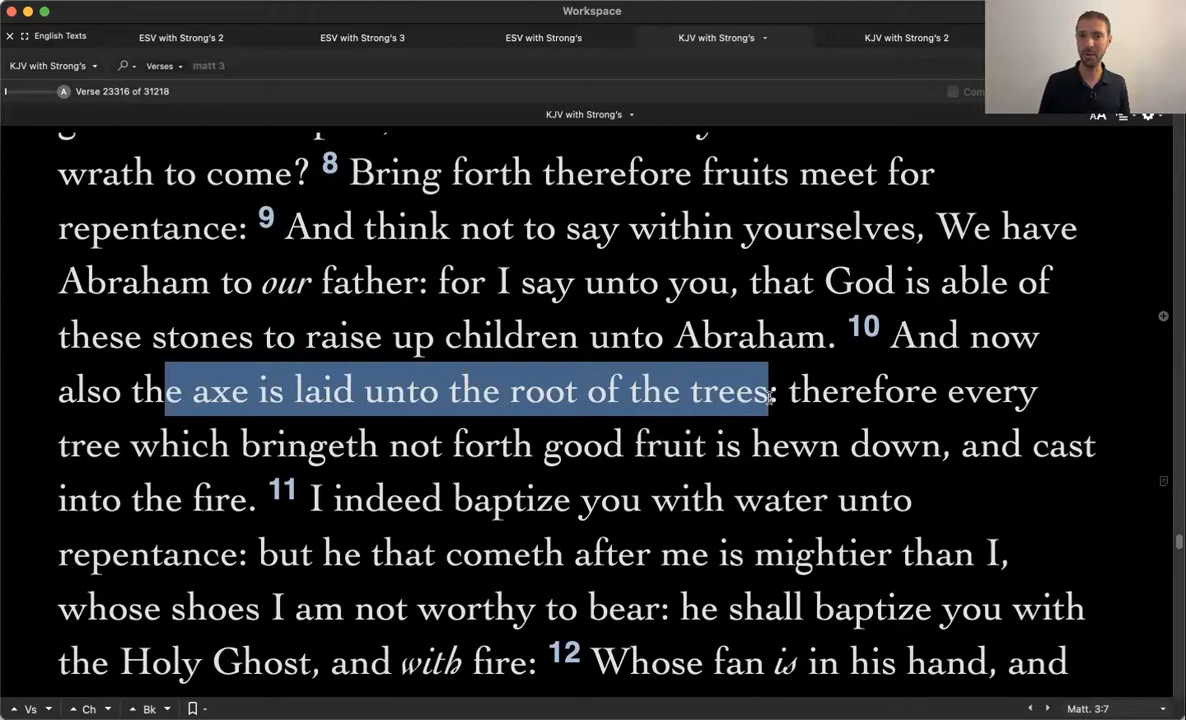 Workspace
English Texts
ESV with Strong's 2
ESV with Strong's 3
ESV with Strong's
KJV with Strong's
KJV with Strong's 2
KJV with Strong's
Verses
matt 3
A
Verse 23316 of 31218
Com
KJV with Strong's
AA
wrath to come? 8 Bring forth therefore fruits meet for
repentance: 9 And think not to say within yourselves, We have
Abraham to our father: for I say unto you, that God is able of
these stones to raise up children unto Abraham. 10 And now
also the axe is laid unto the root of the trees: therefore every
tree which bringeth not forth good fruit is hewn down, and cast
into the fire. 11 I indeed baptize you with water unto
repentance: but he that cometh after me is mightier than I,
whose shoes I am not worthy to bear: he shall baptize you with
the Holy Ghost, and with fire: 12 Whose fan is in his hand, and
Vs
Ch
Bk
Matt. 3:7